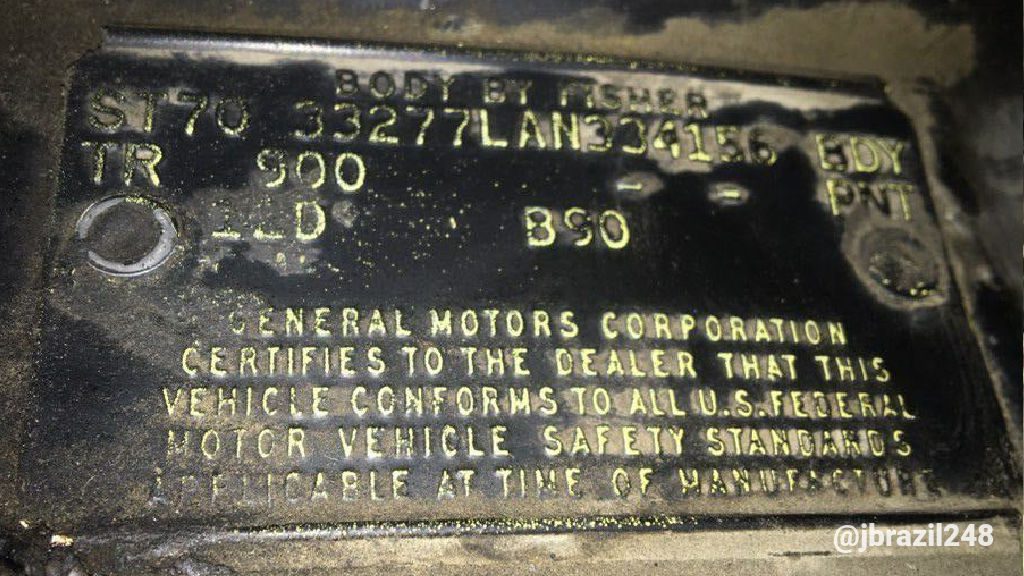 BODY BY FISHER
ST70 33277LAN334156 BDY
TR 900 - - PNT
11D B90
GENERAL MOTORS CORPORATION
CERTIFIES TO THE DEALER THAT THIS
VEHICLE CONFORMS TO ALL U.S. FEDERAL
MOTOR VEHICLE SAFETY STANDARDS
APPLICABLE AT TIME OF MANUFACTURE
@jbrazil248